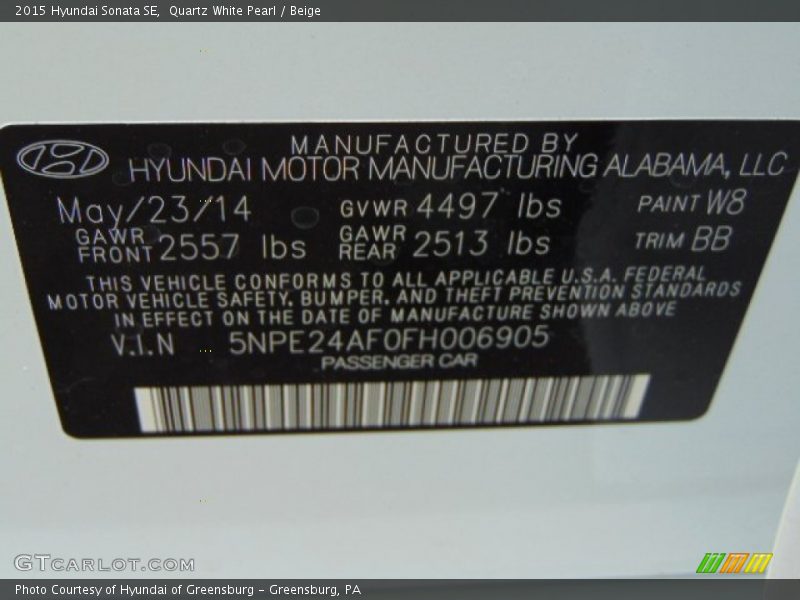 2015 Hyundai Sonata SE,  Quartz White Pearl / Beige
MANUFACTURED BY
HYUNDAI MOTOR MANUFACTURING ALABAMA, LLC
May/23/14 GVWR 4497 lbs PAINT W8
GAWR FRONT 2557 lbs GAWR REAR 2513 lbs TRIM BB
THIS VEHICLE CONFORMS TO ALL APPLICABLE U.S.A. FEDERAL
MOTOR VEHICLE SAFETY, BUMPER, AND THEFT PREVENTION STANDARDS
IN EFFECT ON THE DATE OF MANUFACTURE SHOWN ABOVE
V.I.N 5NPE24AF0FH006905
PASSENGER CAR
GTCARLOT.COM
Photo Courtesy of Hyundai of Greensburg - Greensburg, PA